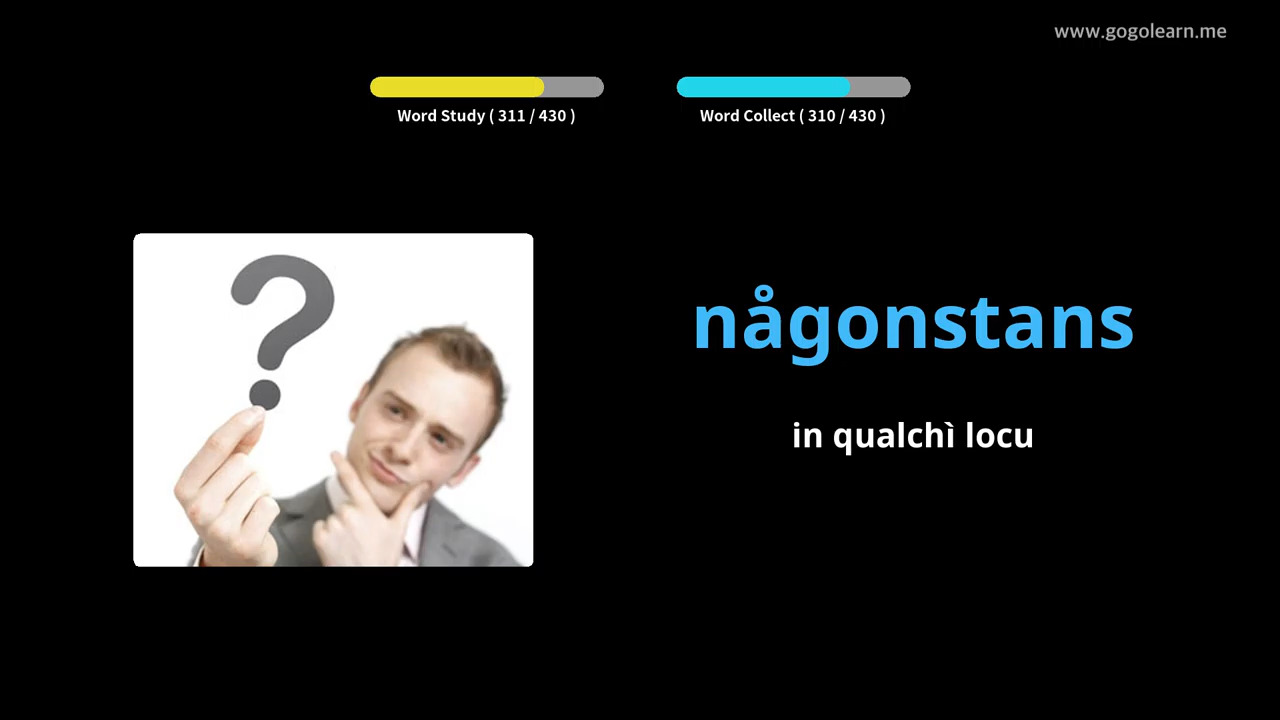 www.gogolearn.me
Word Study ( 311 / 430 )
Word Collect ( 310 / 430 )
?
någonstans
in qualchì locu